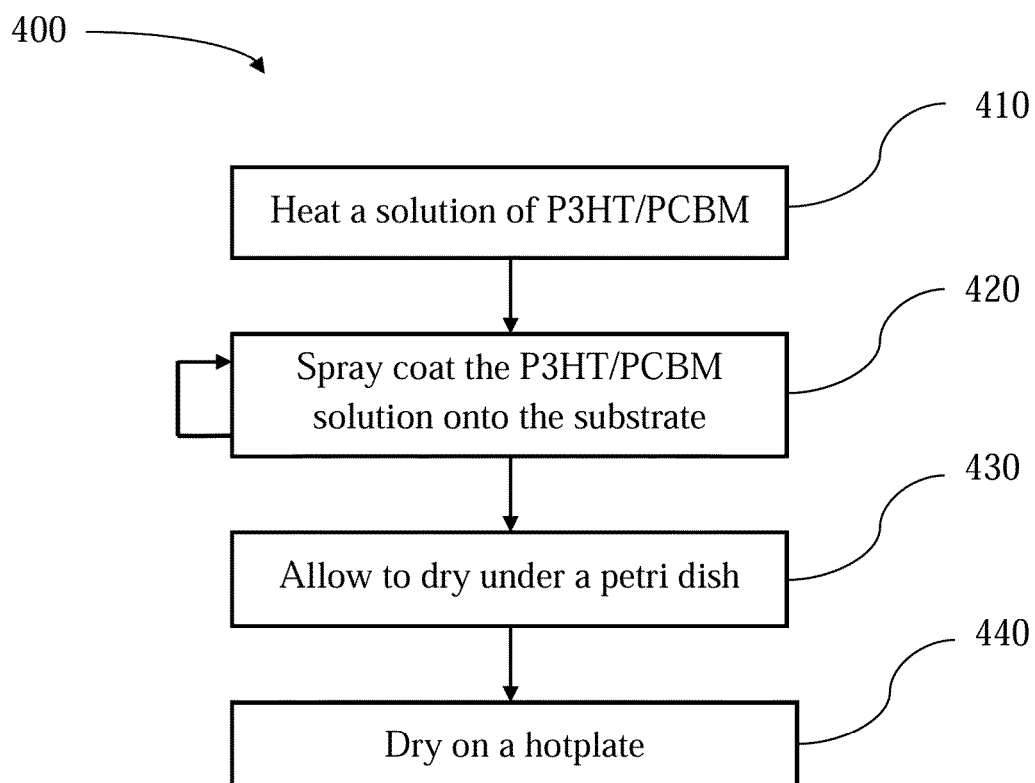 400
410
Heat a solution of P3HT/PCBM
420
Spray coat the P3HT/PCBM
solution onto the substrate
430
Allow to dry under a petri dish
440
Dry on a hotplate